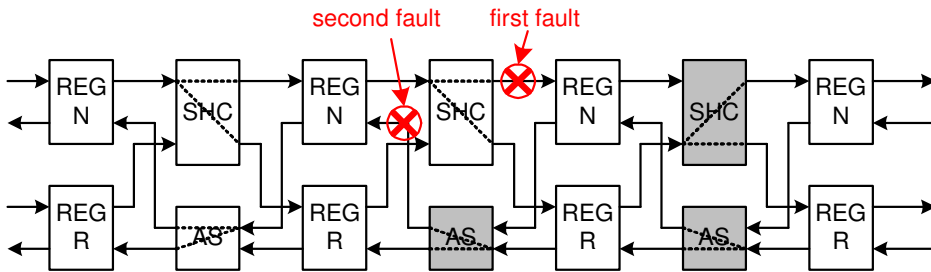 second fault
first fault
REG
N
SHC
REG
N
SHC
REG
N
SHC
REG
N
REG
R
AS
REG
R
AS
REG
R
AS
REG
R